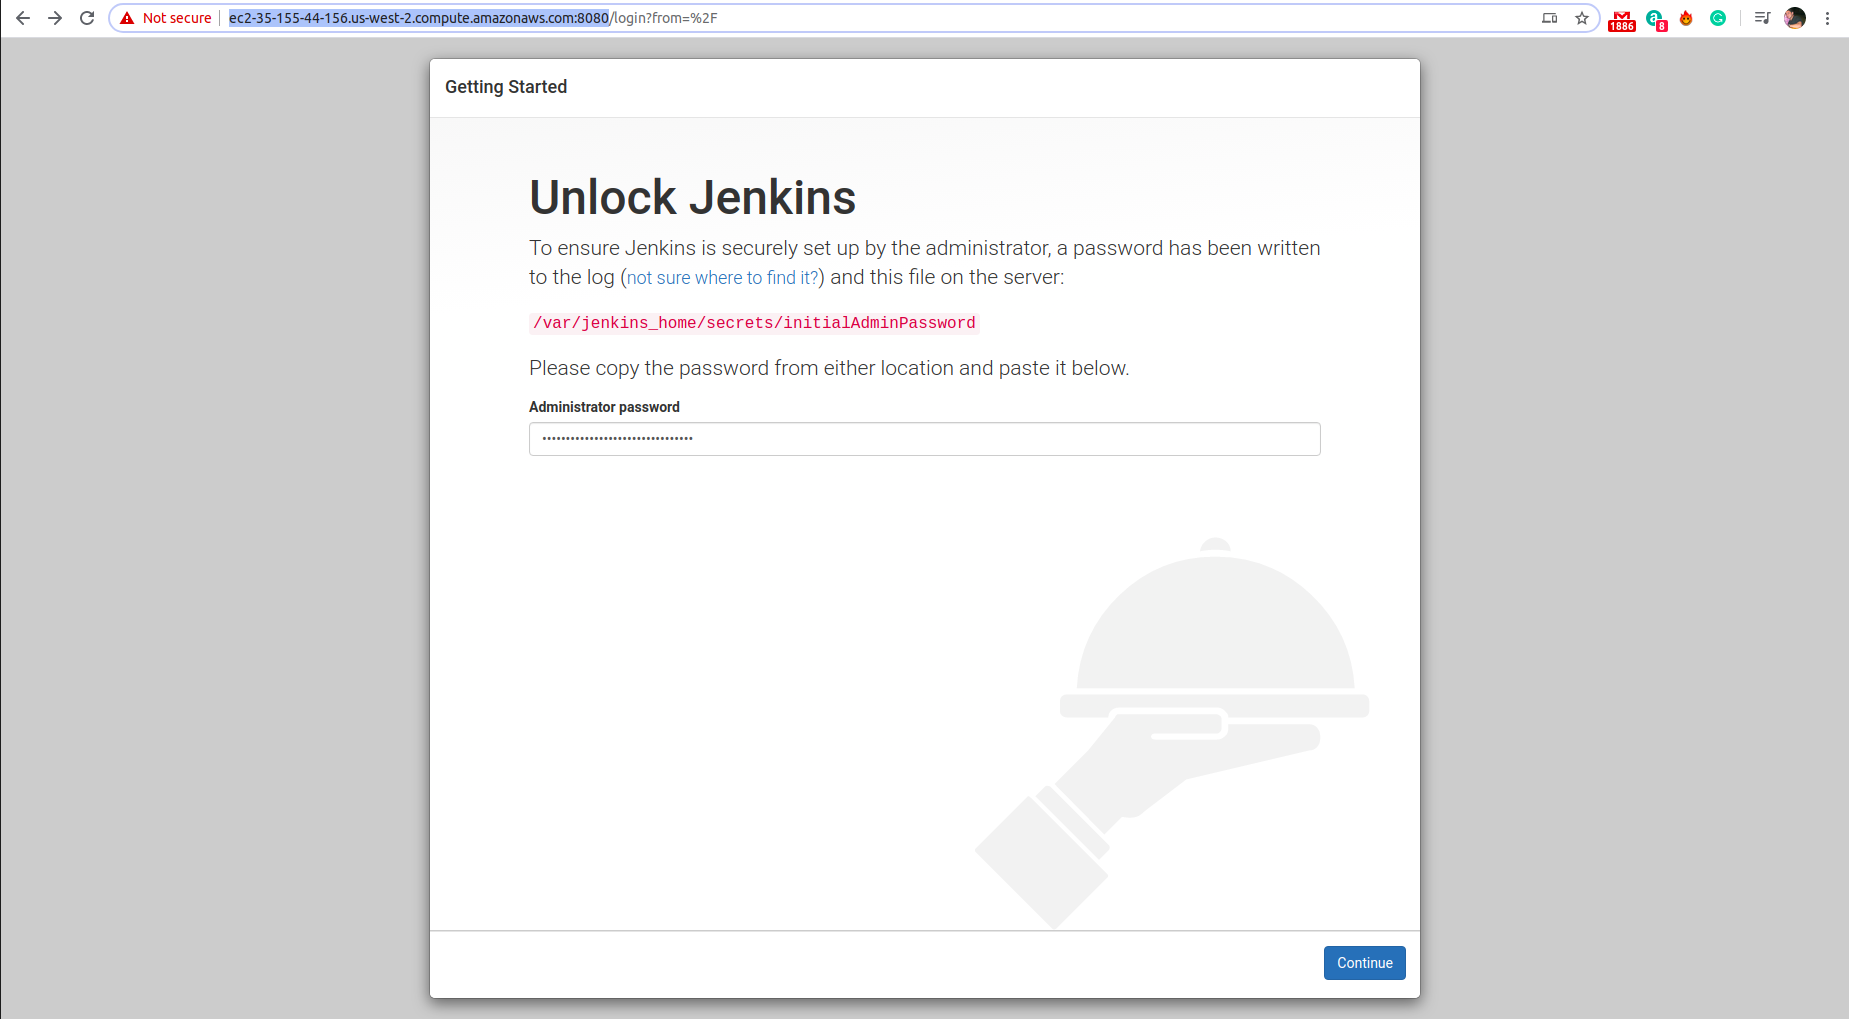 Not secure
ec2-35-155-44-156.us-west-2.compute.amazonaws.com:8080/login?from=%2F
1886
a
8
G
Getting Started
Unlock Jenkins
To ensure Jenkins is securely set up by the administrator, a password has been written
to the log (not sure where to find it?) and this file on the server:
/var/jenkins_home/secrets/initialAdminPassword
Please copy the password from either location and paste it below.
Administrator password
••••••••••••••••••••••••••••••••
Continue